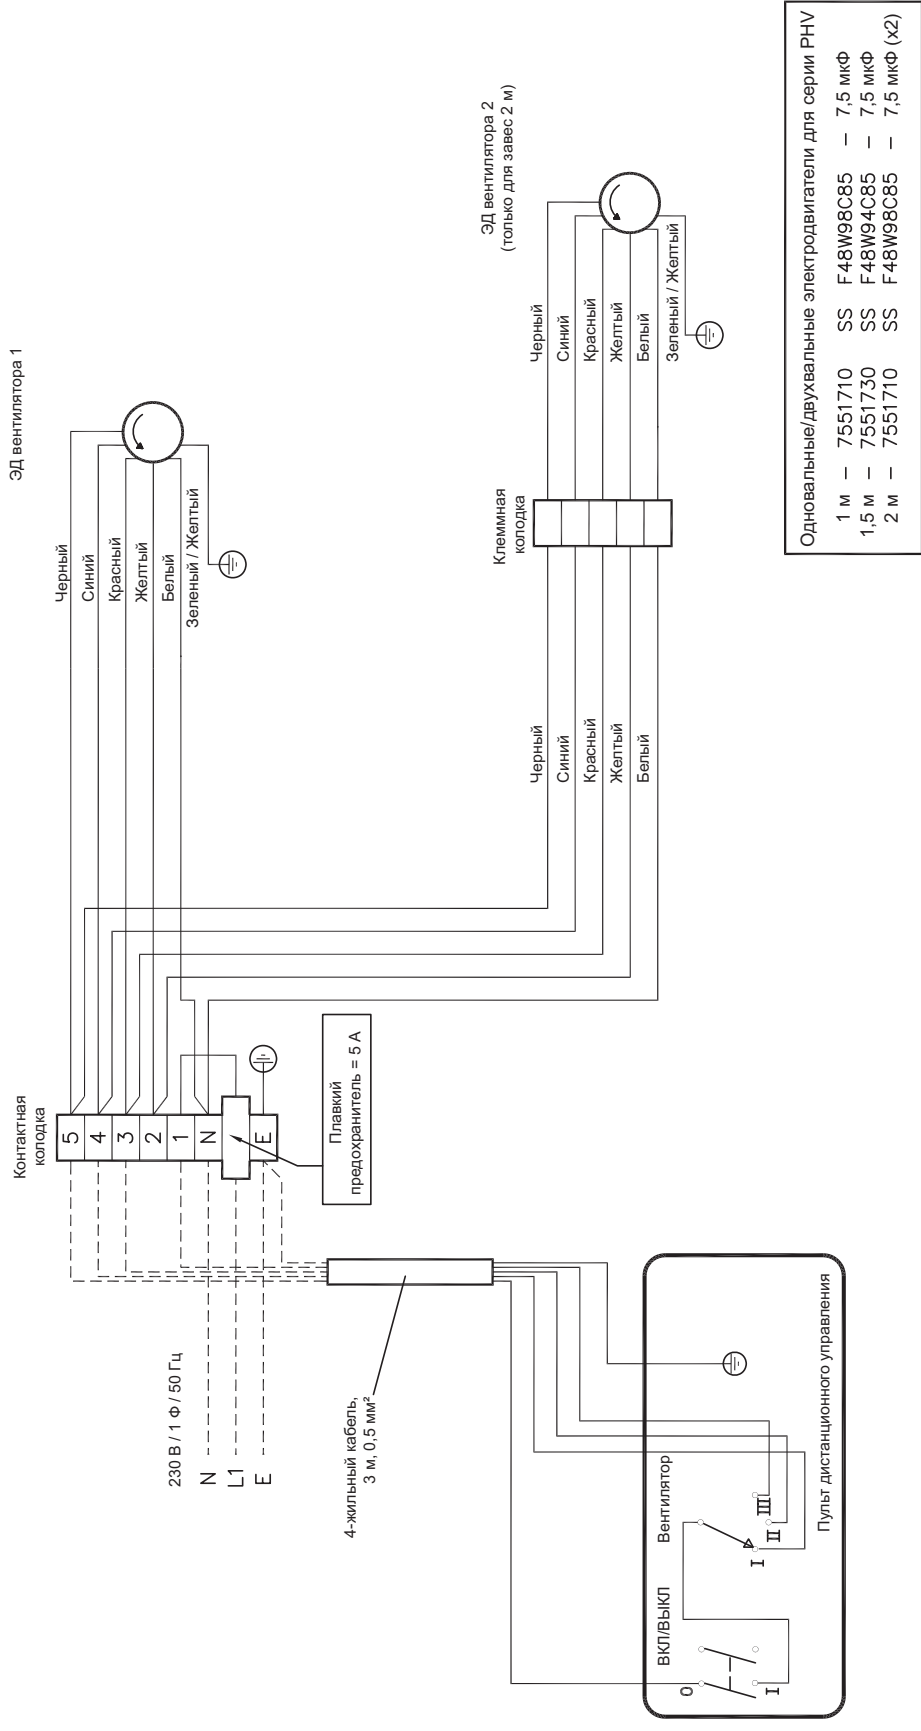 ЭД вентилятора 1
Черный
Синий
Красный
Желтый
Белый
Зеленый / Желтый
ЭД вентилятора 2
(только для завес 2 м)
Черный
Синий
Красный
Желтый
Белый
Зеленый / Желтый
Клеммная
колодка
Черный
Синий
Красный
Желтый
Белый
Контактная
колодка
5
4
3
2
1
N
E
Плавкий
предохранитель = 5 А
230 В / 1 Ф / 50 Гц
N
L1
E
4-жильный кабель,
3 м, 0,5 мм²
ВКЛ/ВЫКЛ
Вентилятор
O
I
I
II
III
Пульт дистанционного управления
Одновальные/двухвальные электродвигатели для серии PHV
1 м – 7551710 SS F48W98C85 – 7,5 мкФ
1,5 м – 7551730 SS F48W94C85 – 7,5 мкФ
2 м – 7551710 SS F48W98C85 – 7,5 мкФ (x2)